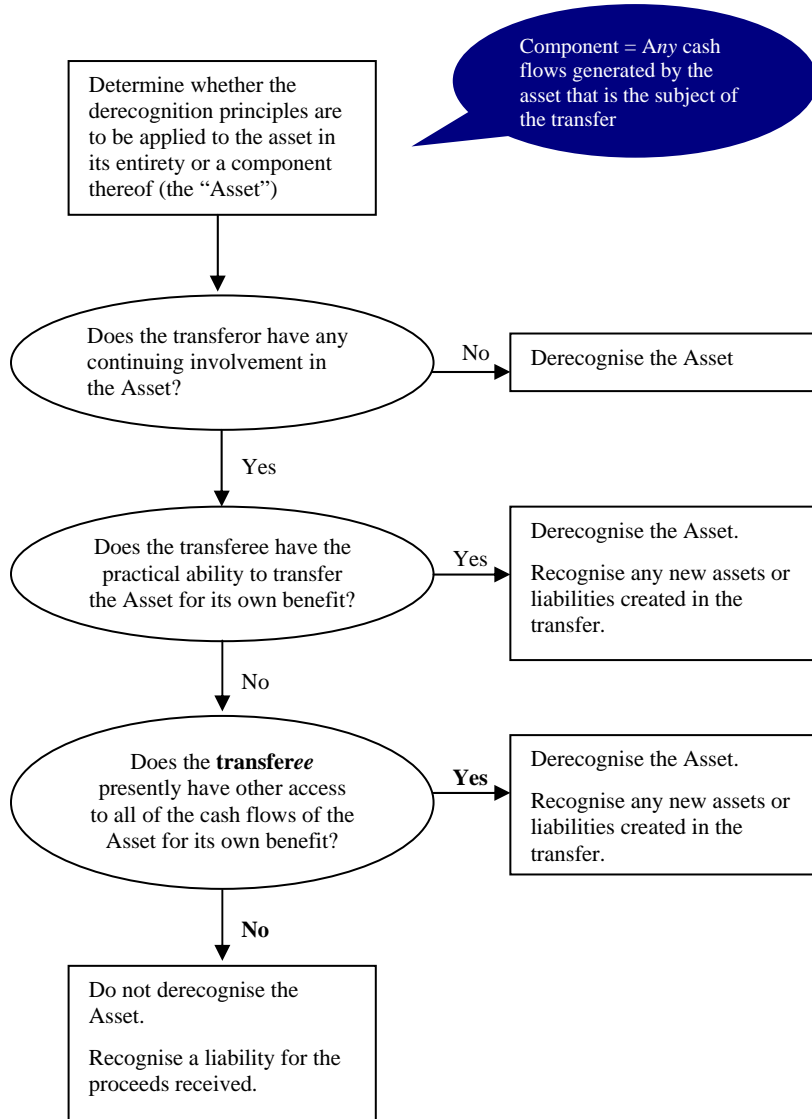 Component = Any cash
flows generated by the
asset that is the subject of
the transfer
Determine whether the
derecognition principles are
to be applied to the asset in
its entirety or a component
thereof (the “Asset”)
Does the transferor have any
continuing involvement in
the Asset?
No
Derecognise the Asset
Yes
Does the transferee have the
practical ability to transfer
the Asset for its own benefit?
Yes
Derecognise the Asset.
Recognise any new assets or
liabilities created in the
transfer.
No
Does the transferee
presently have other access
to all of the cash flows of the
Asset for its own benefit?
Yes
Derecognise the Asset.
Recognise any new assets or
liabilities created in the
transfer.
No
Do not derecognise the
Asset.
Recognise a liability for the
proceeds received.